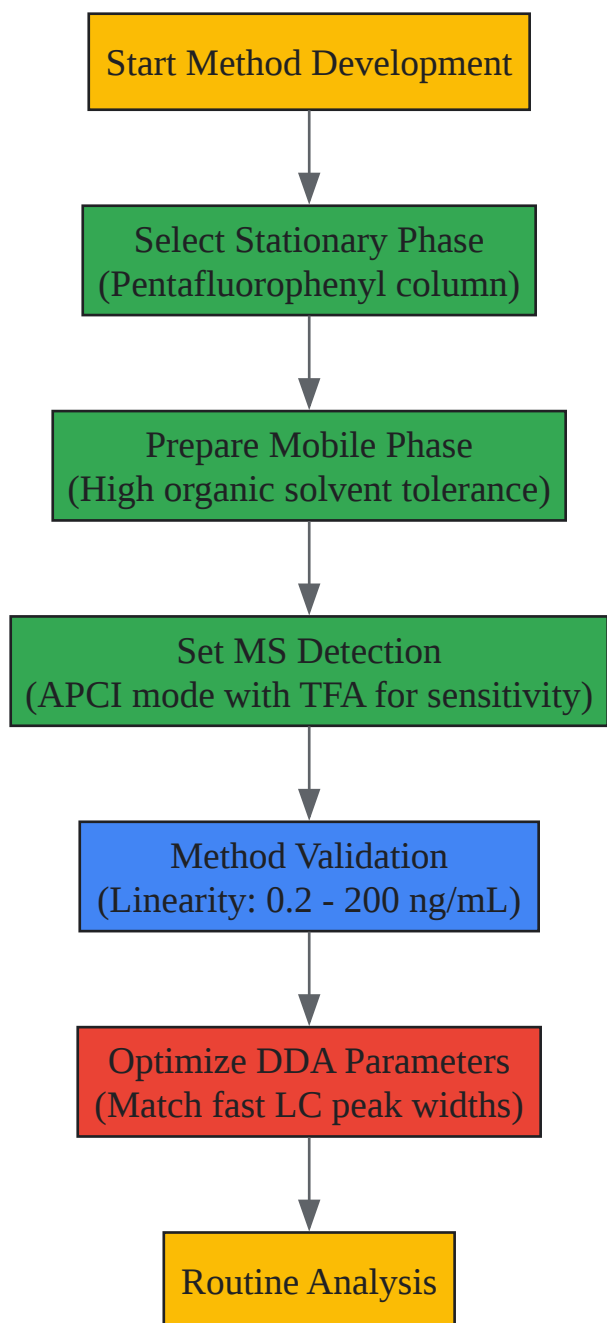 Start Method Development
Select Stationary Phase
(Pentafluorophenyl column)
Prepare Mobile Phase
(High organic solvent tolerance)
Set MS Detection
(APCI mode with TFA for sensitivity)
Method Validation
(Linearity: 0.2 - 200 ng/mL)
Optimize DDA Parameters
(Match fast LC peak widths)
Routine Analysis